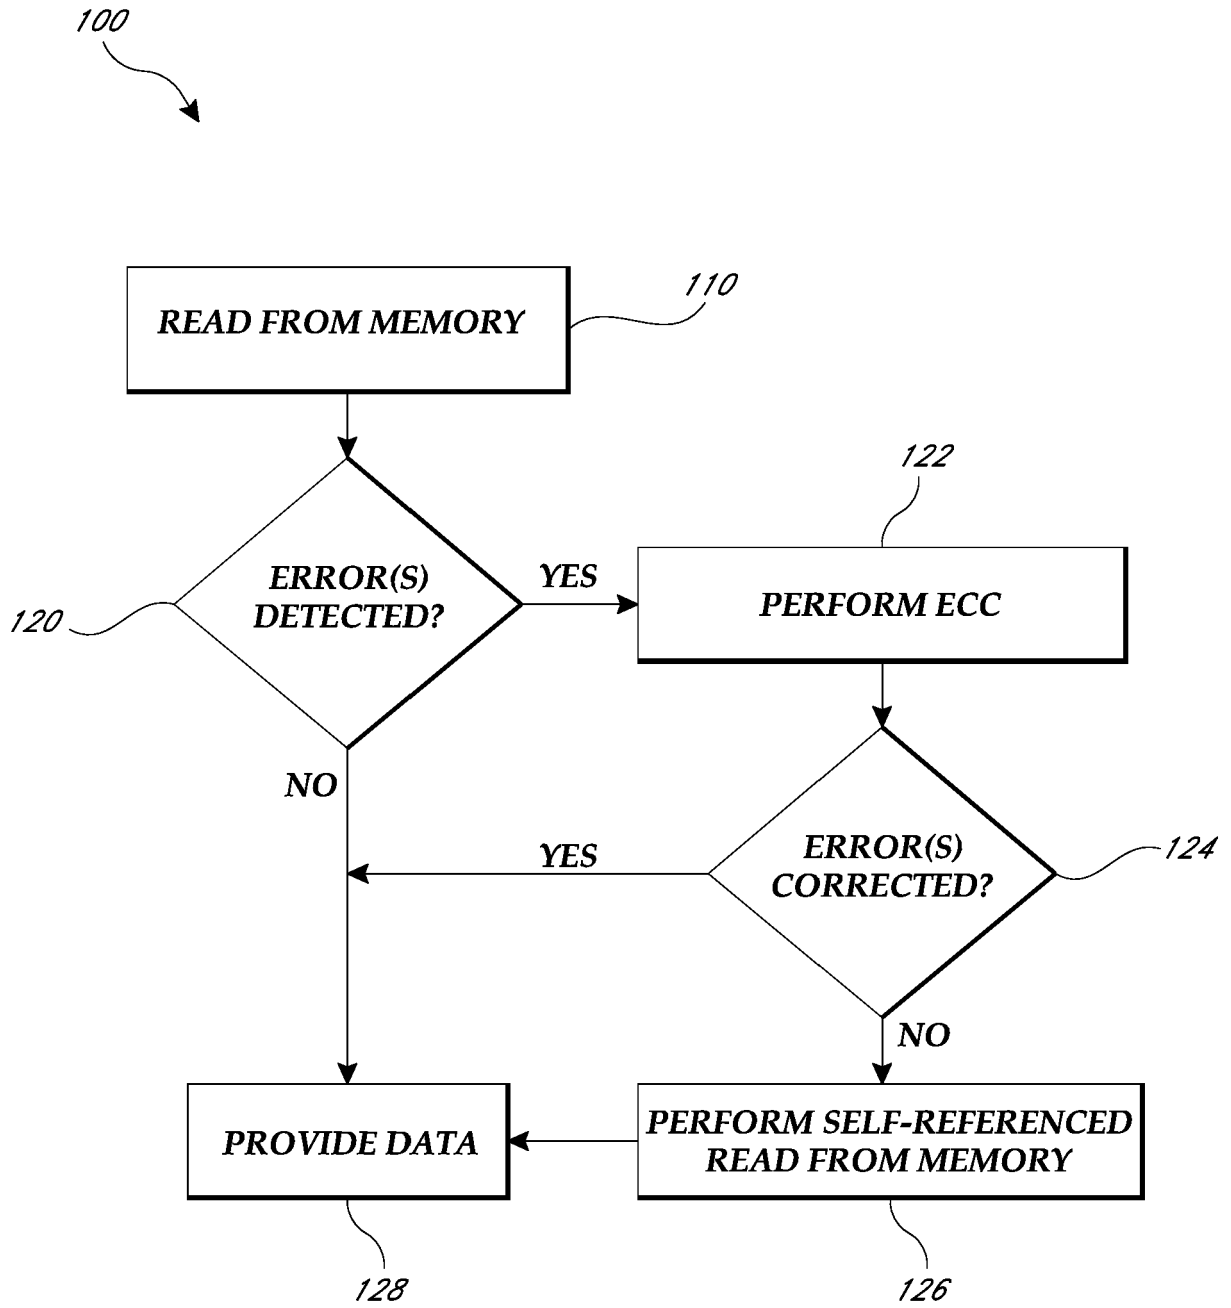 100
READ FROM MEMORY
110
ERROR(S)
DETECTED?
120
YES
122
PERFORM ECC
NO
YES
ERROR(S)
CORRECTED?
124
NO
PROVIDE DATA
PERFORM SELF-REFERENCED
READ FROM MEMORY
128
126